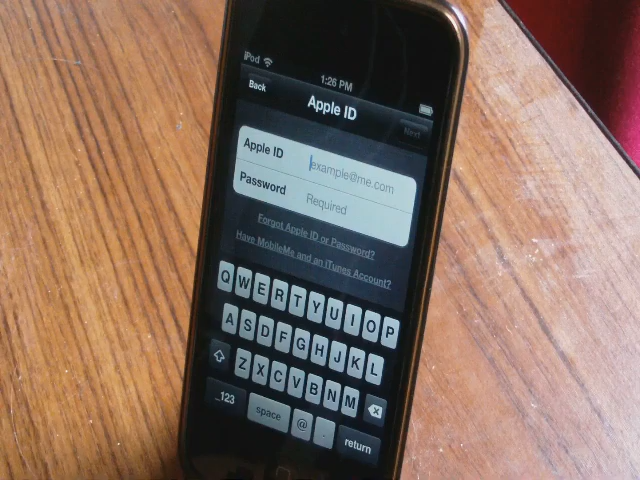 iPod 1:26 PM
Back Apple ID Next
Apple ID example@me.com
Password Required
Forgot Apple ID or Password?
Have MobileMe and an iTunes Account?
Q W E R T Y U I O P
A S D F G H J K L
Z X C V B N M
_123 space @ . return